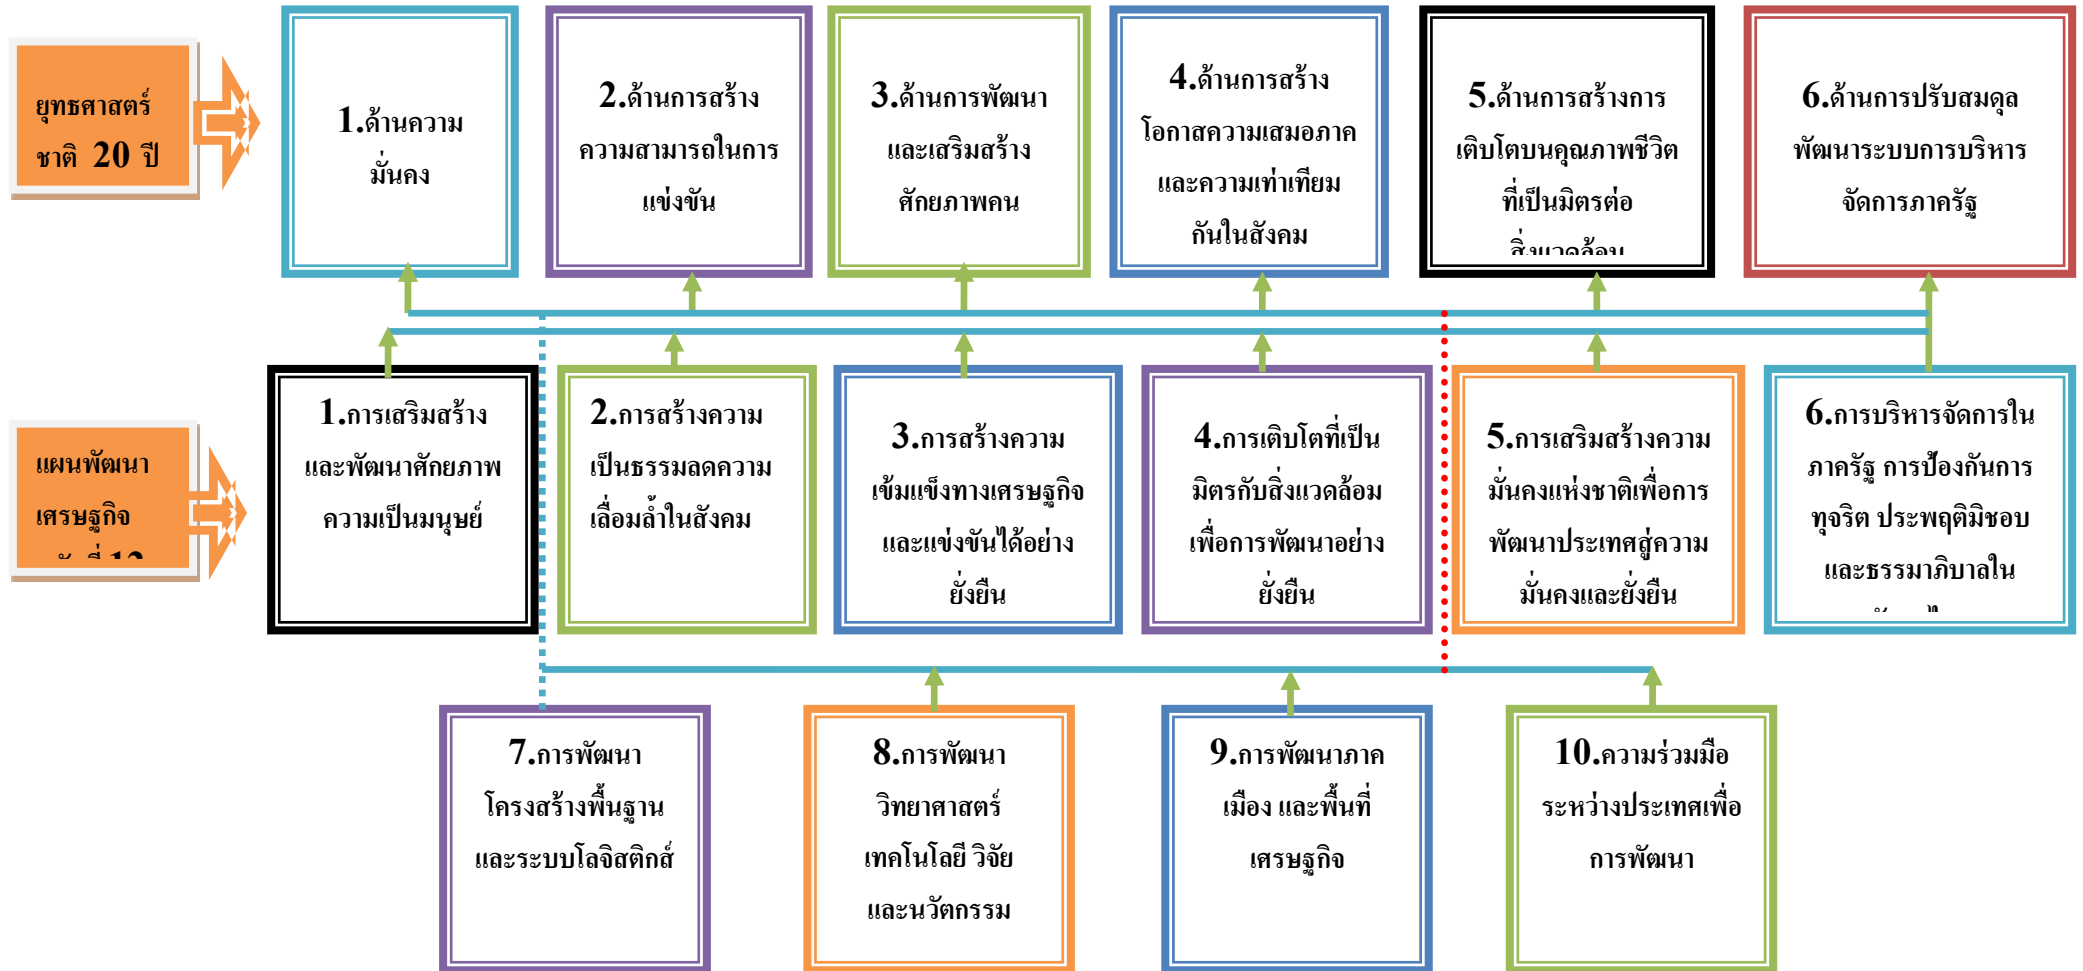 ยุทธศาสตร์
ชาติ 20 ปี
1.ด้านความ
มั่นคง
2.ด้านการสร้าง
ความสามารถในการ
แข่งขัน
3.ด้านการพัฒนา
และเสริมสร้าง
ศักยภาพคน
4.ด้านการสร้าง
โอกาสความเสมอภาค
และความเท่าเทียม
กันในสังคม
5.ด้านการสร้างการ
เติบโตบนคุณภาพชีวิต
ที่เป็นมิตรต่อ
สิ่งแวดล้อม
6.ด้านการปรับสมดุล
พัฒนาระบบการบริหาร
จัดการภาครัฐ
แผนพัฒนา
เศรษฐกิจ
ฉบับที่ 12
1.การเสริมสร้าง
และพัฒนาศักยภาพ
ความเป็นมนุษย์
2.การสร้างความ
เป็นธรรมลดความ
เลื่อมล้ำในสังคม
3.การสร้างความ
เข้มแข็งทางเศรษฐกิจ
และแข่งขันได้อย่าง
ยั่งยืน
4.การเติบโตที่เป็น
มิตรกับสิ่งแวดล้อม
เพื่อการพัฒนาอย่าง
ยั่งยืน
5.การเสริมสร้างความ
มั่นคงแห่งชาติเพื่อการ
พัฒนาประเทศสู่ความ
มั่นคงและยั่งยืน
6.การบริหารจัดการใน
ภาครัฐ การป้องกันการ
ทุจริต ประพฤติมิชอบ
และธรรมาภิบาลใน
7.การพัฒนา
โครงสร้างพื้นฐาน
และระบบโลจิสติกส์
8.การพัฒนา
วิทยาศาสตร์
เทคโนโลยี วิจัย
และนวัตกรรม
9.การพัฒนาภาค
เมือง และพื้นที่
เศรษฐกิจ
10.ความร่วมมือ
ระหว่างประเทศเพื่อ
การพัฒนา